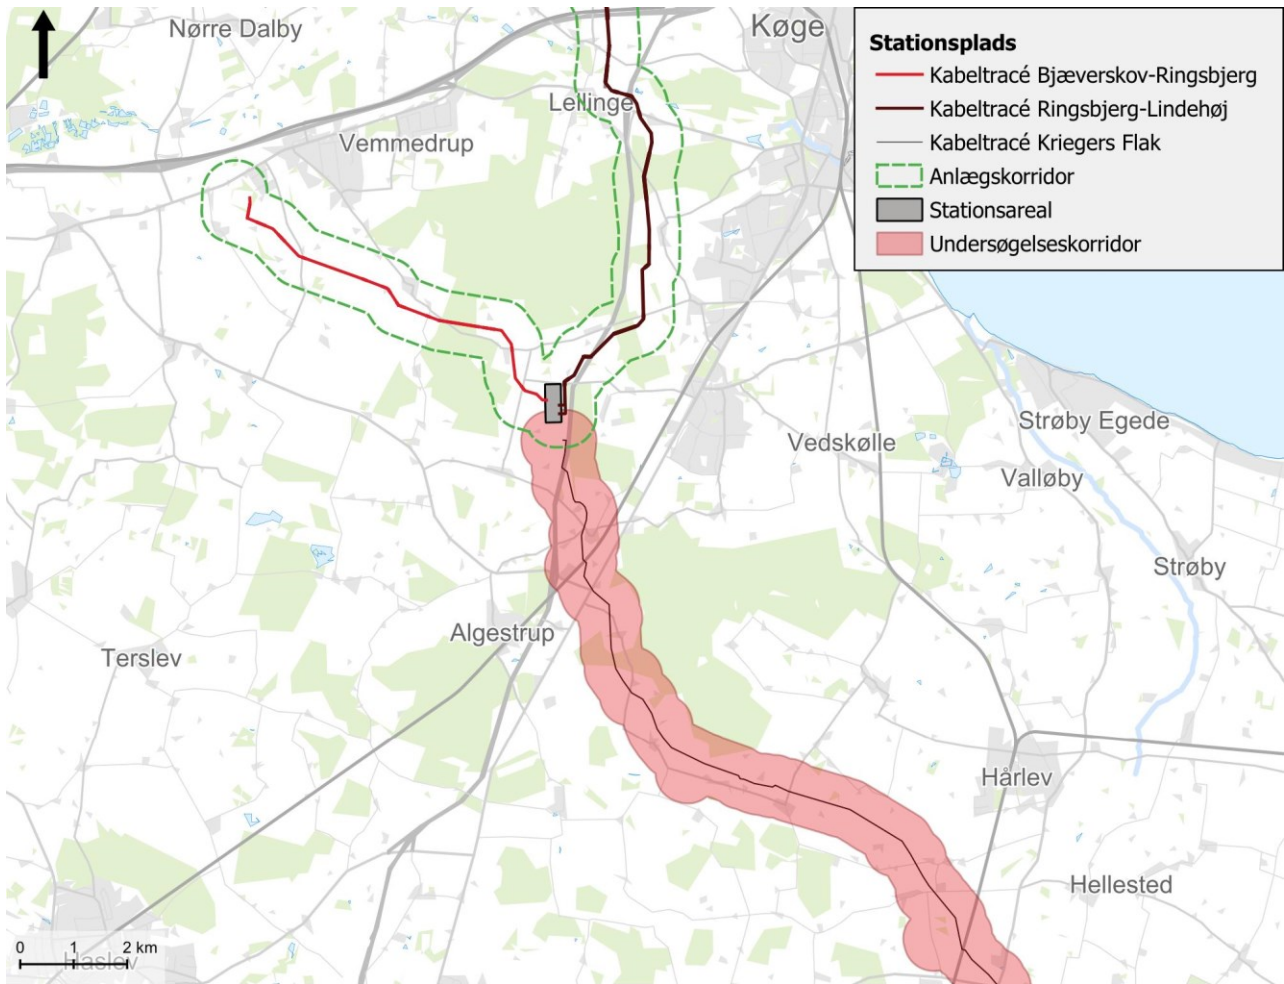 Nørre Dalby
Køge
Stationsplads
Kabeltracé Bjæverskov-Ringsbjerg
Kabeltracé Ringsbjerg-Lindehøj
Kabeltracé Kriegers Flak
Anlægskorridor
Stationsareal
Undersøgelseskorridor
Lellinge
Vemmedrup
Strøby Egede
Vedskølle
Valløby
Strøby
Algestrup
Terslev
Hårlev
Hellested
0 1 2 km
Haslev